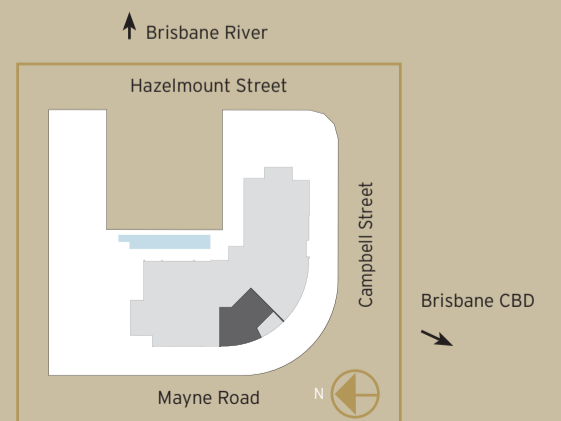 Brisbane River
Hazelmount Street
Campbell Street
Brisbane CBD
Mayne Road
N